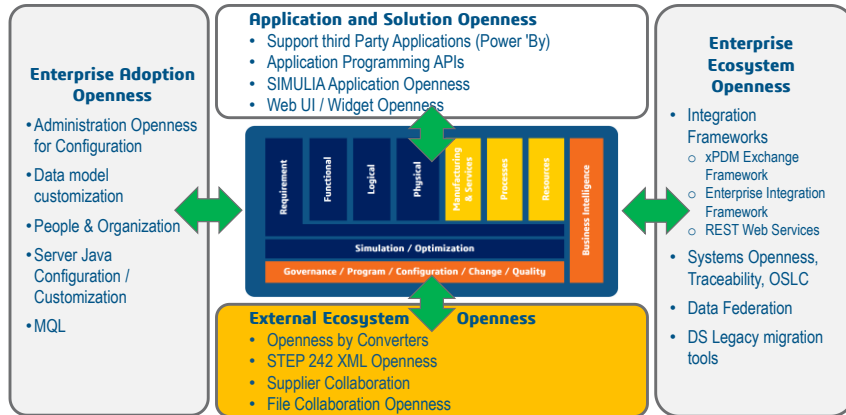 Application and Solution Openness
• Support third Party Applications (Power 'By)
• Application Programming APIs
• SIMULIA Application Openness
• Web UI / Widget Openness
Enterprise Adoption
Openness
• Administration Openness
for Configuration
• Data model
customization
• People & Organization
• Server Java
Configuration /
Customization
• MQL
Requirement
Functional
Logical
Physical
Manufacturing
& Services
Processes
Resources
Business Intelligence
Simulation / Optimization
Governance / Program / Configuration / Change / Quality
Enterprise
Ecosystem
Openness
• Integration
Frameworks
o xPDM Exchange
Framework
o Enterprise Integration
Framework
o REST Web Services
• Systems Openness,
Traceability, OSLC
• Data Federation
• DS Legacy migration
tools
External Ecosystem Openness
• Openness by Converters
• STEP 242 XML Openness
• Supplier Collaboration
• File Collaboration Openness